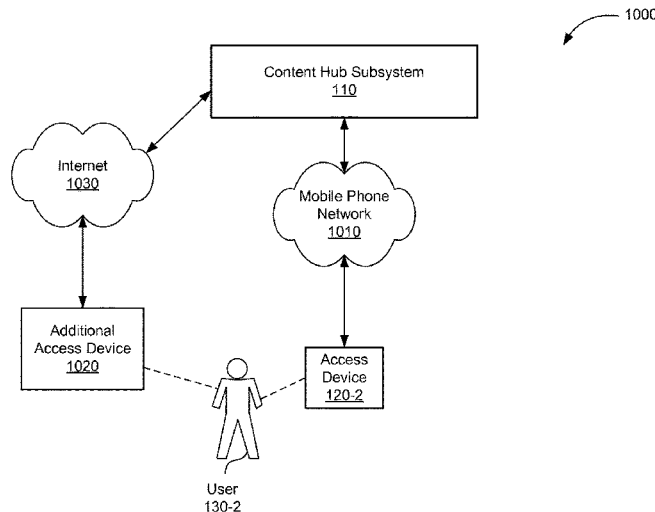 1000
Content Hub Subsystem
110
Internet
1030
Mobile Phone
Network
1010
Additional
Access Device
1020
Access
Device
120-2
User
130-2